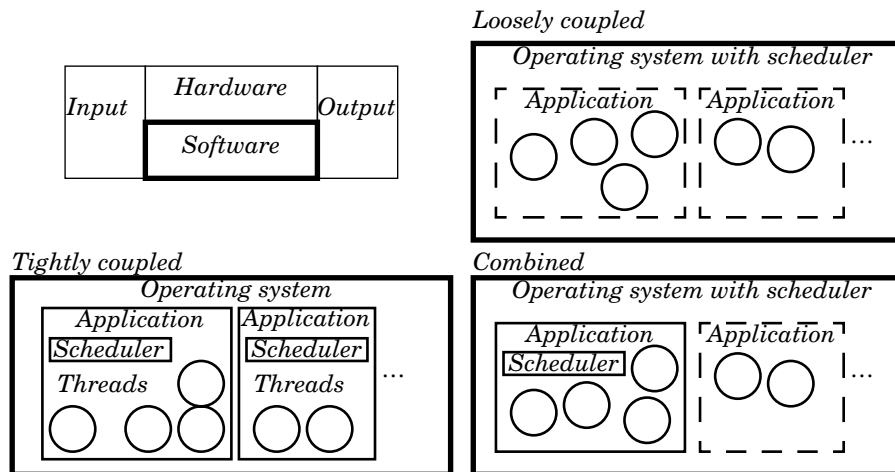 Loosely coupled
Operating system with scheduler
Application Application
...
Input Hardware Output
Software
Tightly coupled
Operating system
Application Application
Scheduler Scheduler
Threads Threads
...
Combined
Operating system with scheduler
Application Application
Scheduler
...